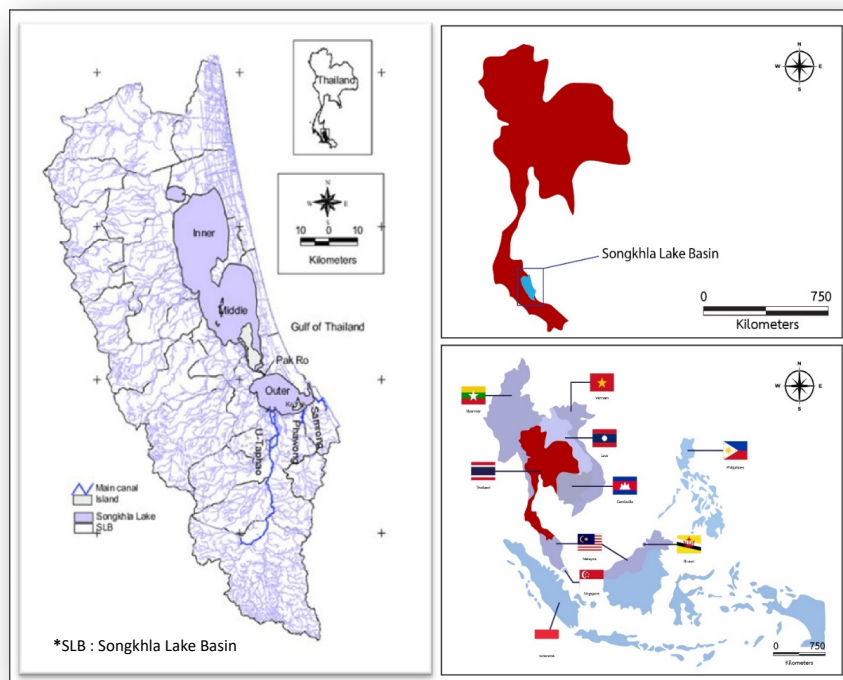 Thailand
N
W E
S
10 0 10
Kilometers
Inner
Middle
Gulf of Thailand
Pak Ro
Outer
U-Taphao
Phawong
Samrong
Main canal
Island
Songkhla Lake
SLB
*SLB : Songkhla Lake Basin
N
W E
S
Songkhla Lake Basin
0 750
Kilometers
N
W E
S
Myanmar
Vietnam
Laos
Philippines
Thailand
Cambodia
Malaysia
Brunei
Singapore
0 750
Kilometers